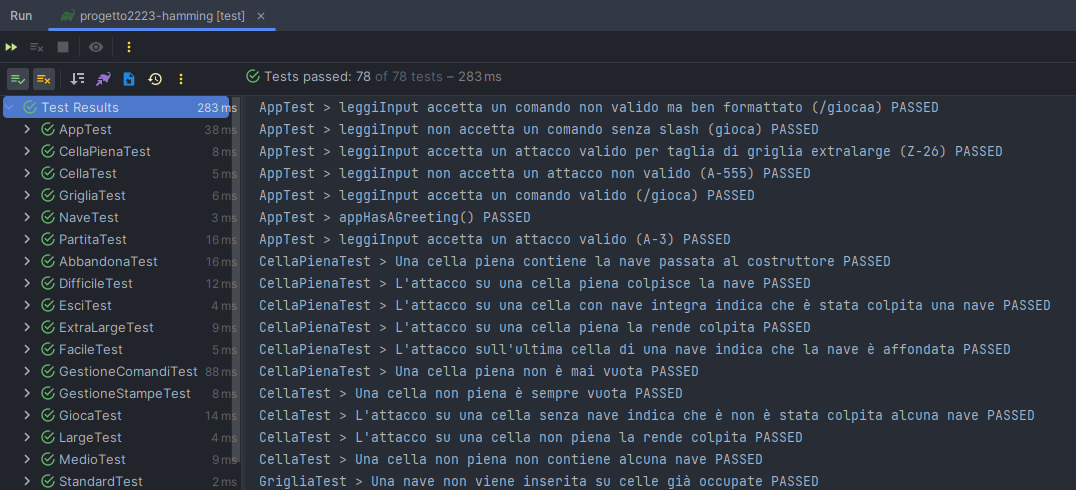 Run progetto2223-hamming [test]
Tests passed: 78 of 78 tests – 283 ms
Test Results 283 ms
AppTest 38 ms
CellaPienaTest 8 ms
CellaTest 5 ms
GrigliaTest 6 ms
NaveTest 3 ms
PartitaTest 16 ms
AbbandonaTest 16 ms
DifficileTest 12 ms
EsciTest 4 ms
ExtraLargeTest 9 ms
FacileTest 5 ms
GestioneComandiTest 88 ms
GestioneStampeTest 8 ms
GiocaTest 14 ms
LargeTest 4 ms
MedioTest 9 ms
StandardTest 2 ms
AppTest > leggiInput accetta un comando non valido ma ben formattato (/giocaa) PASSED
AppTest > leggiInput non accetta un comando senza slash (gioca) PASSED
AppTest > leggiInput accetta un attacco valido per taglia di griglia extralarge (Z-26) PASSED
AppTest > leggiInput non accetta un attacco non valido (A-555) PASSED
AppTest > leggiInput accetta un comando valido (/gioca) PASSED
AppTest > appHasAGreeting() PASSED
AppTest > leggiInput accetta un attacco valido (A-3) PASSED
CellaPienaTest > Una cella piena contiene la nave passata al costruttore PASSED
CellaPienaTest > L'attacco su una cella piena colpisce la nave PASSED
CellaPienaTest > L'attacco su una cella con nave integra indica che è stata colpita una nave PASSED
CellaPienaTest > L'attacco su una cella piena la rende colpita PASSED
CellaPienaTest > L'attacco sull'ultima cella di una nave indica che la nave è affondata PASSED
CellaPienaTest > Una cella piena non è mai vuota PASSED
CellaTest > Una cella non piena è sempre vuota PASSED
CellaTest > L'attacco su una cella senza nave indica che è non è stata colpita alcuna nave PASSED
CellaTest > L'attacco su una cella non piena la rende colpita PASSED
CellaTest > Una cella non piena non contiene alcuna nave PASSED
GrigliaTest > Una nave non viene inserita su celle già occupate PASSED